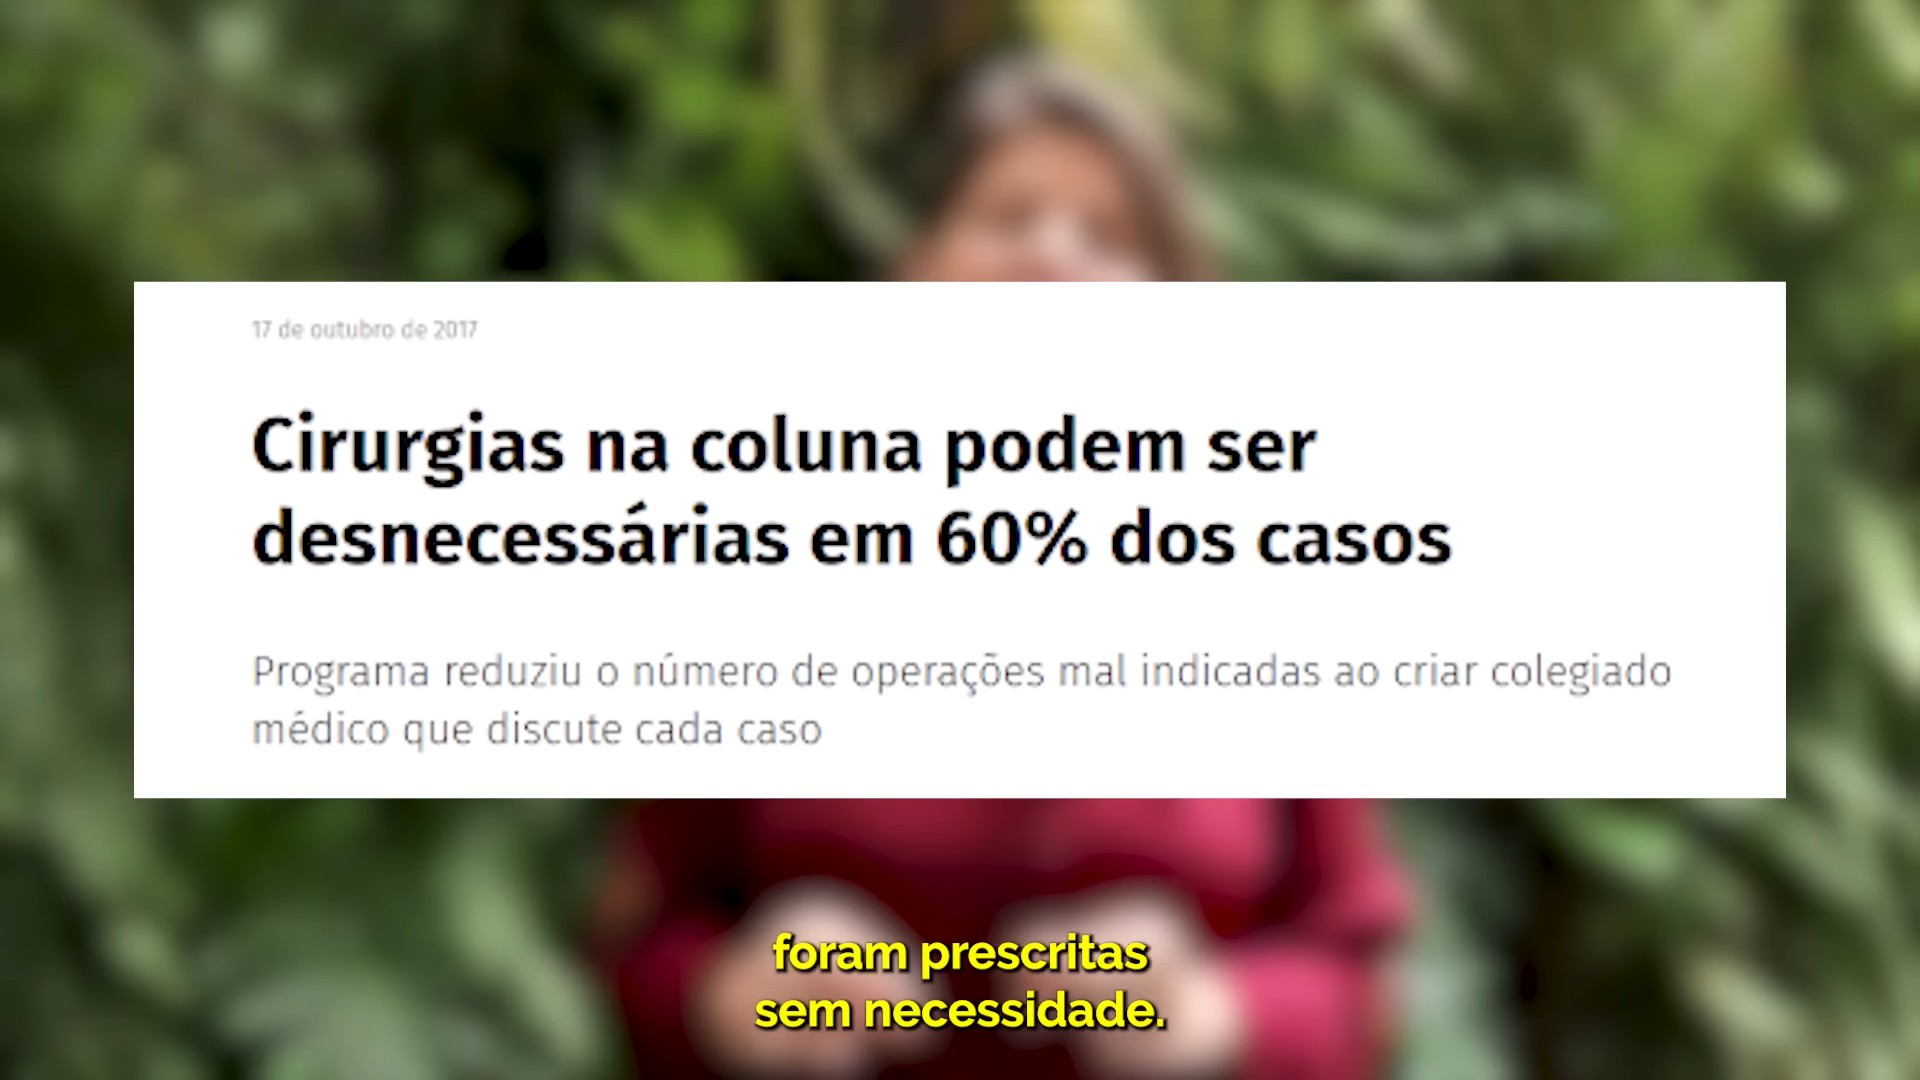 17 de outubro de 2017
Cirurgias na coluna podem ser
desnecessárias em 60% dos casos
Programa reduziu o número de operações mal indicadas ao criar colegiado
médico que discute cada caso
foram prescritas
sem necessidade.